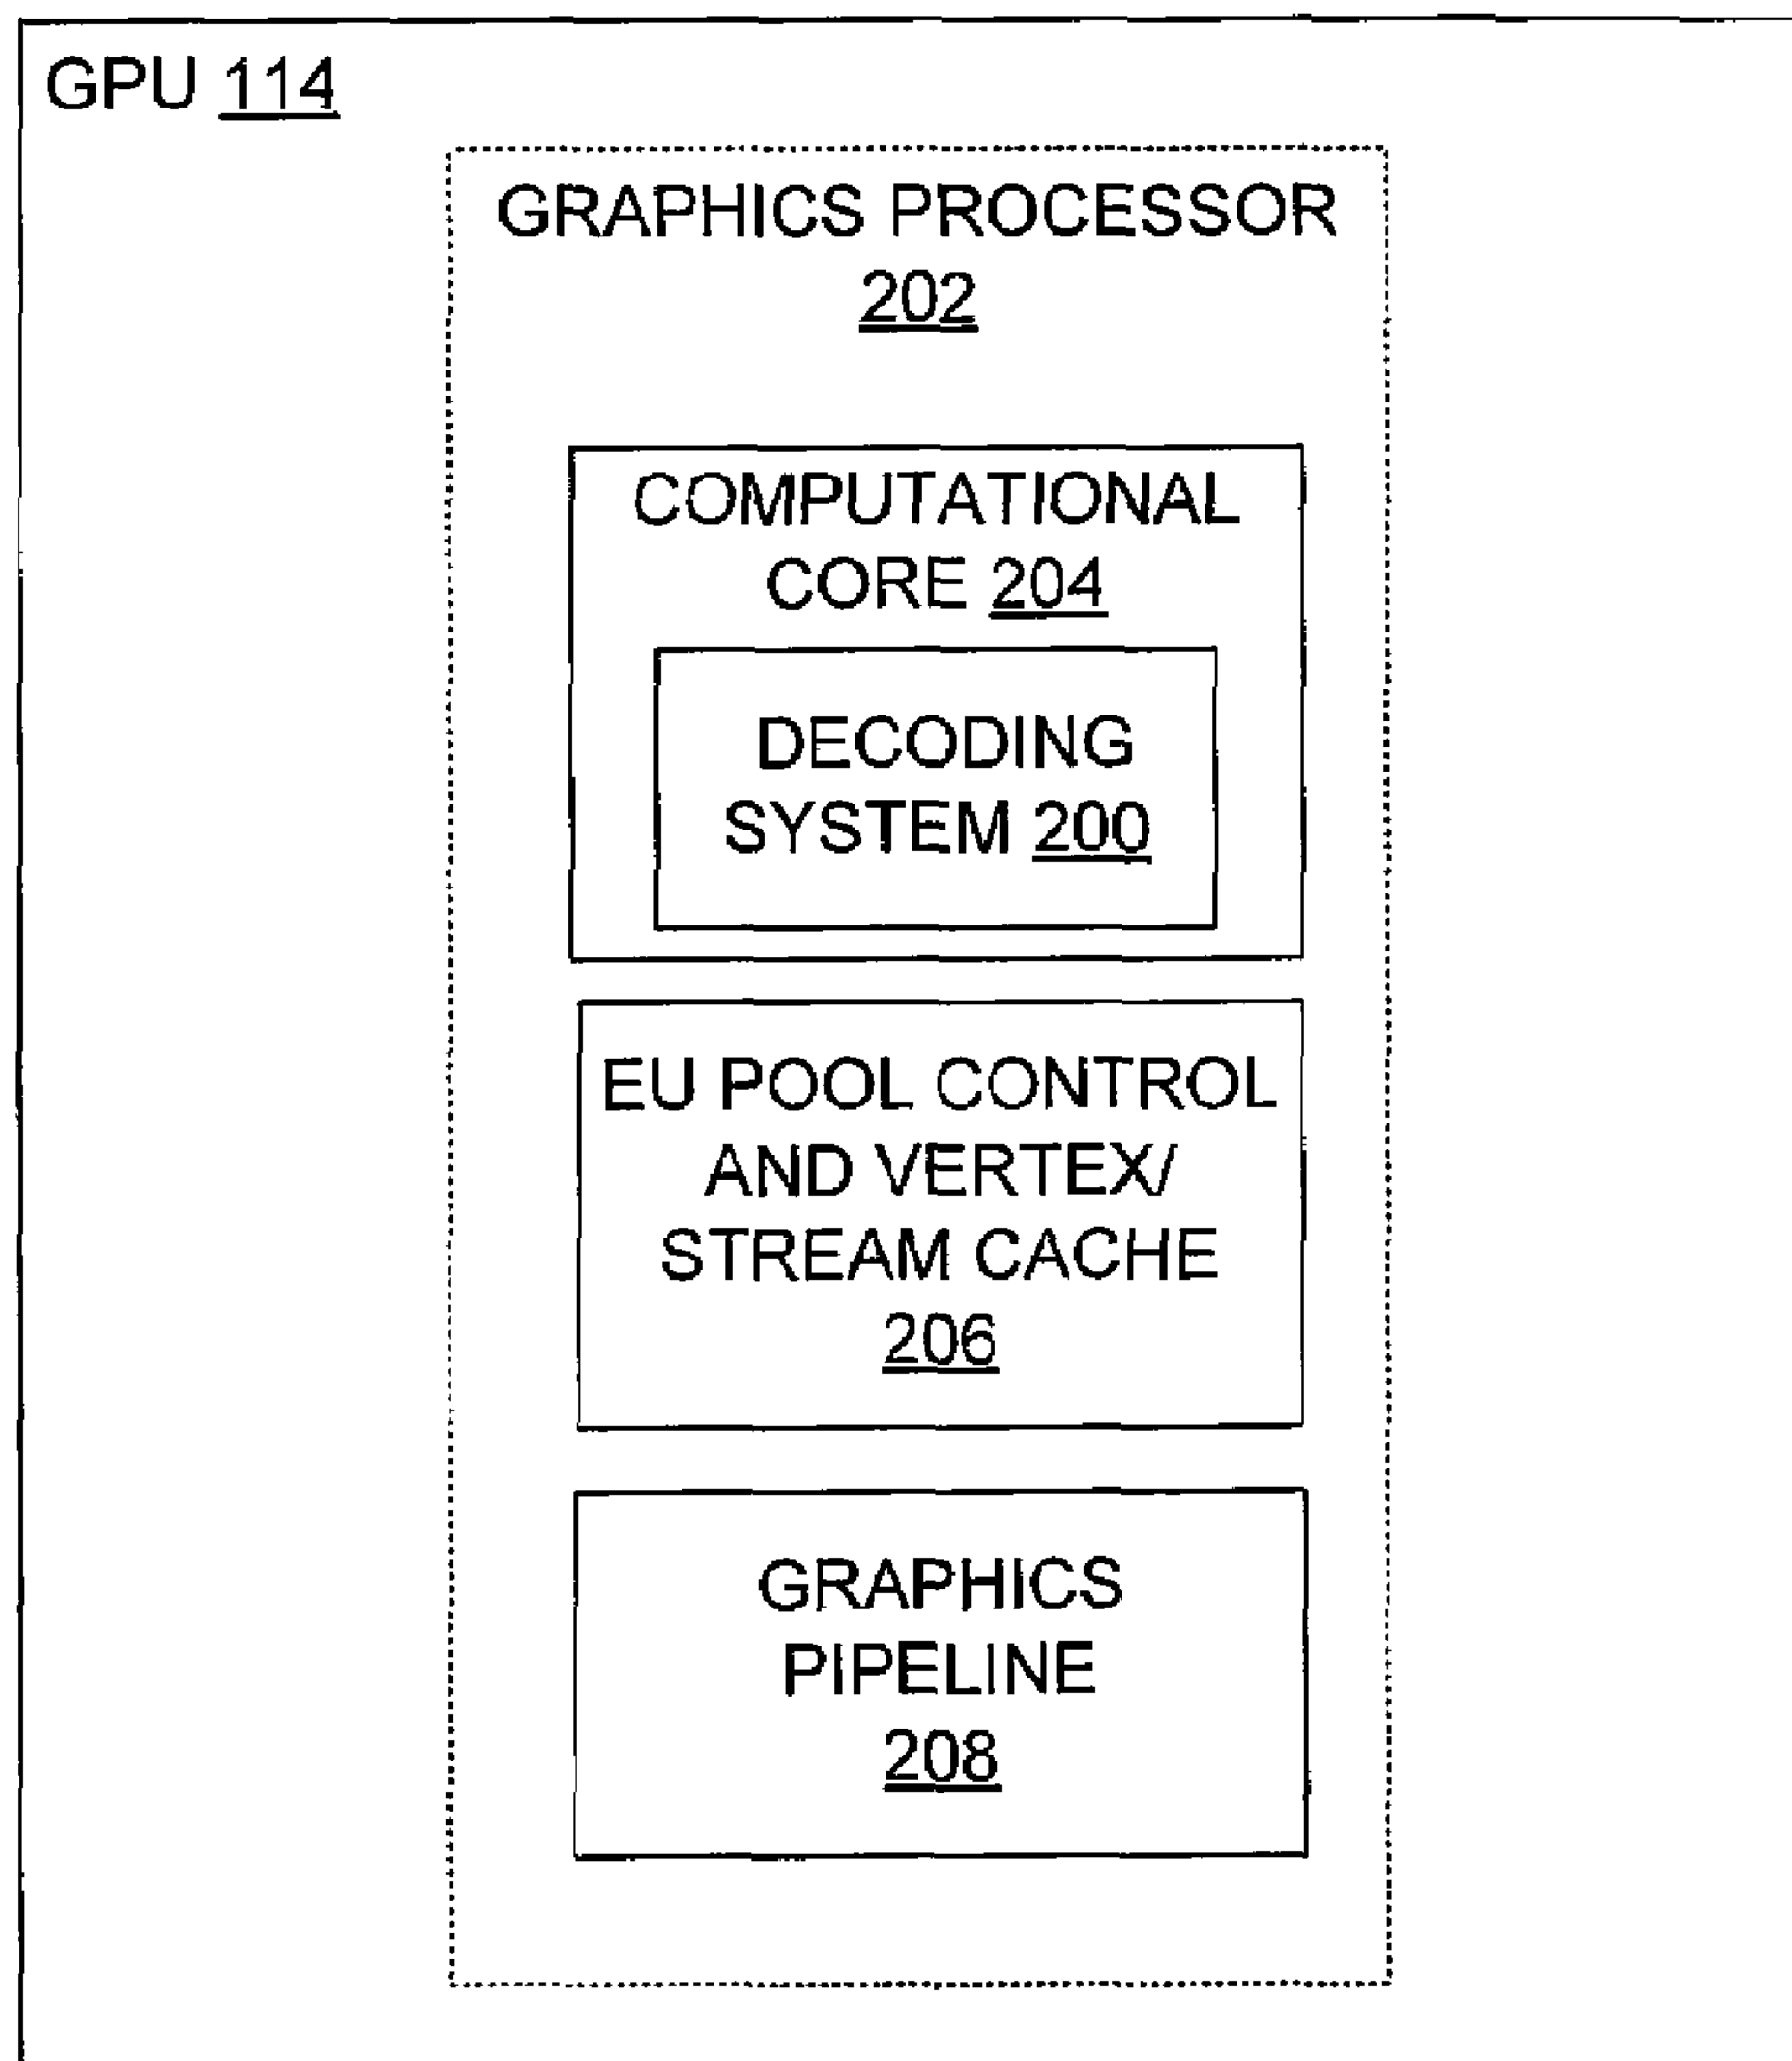 GPU 114
GRAPHICS PROCESSOR
202
COMPUTATIONAL
CORE 204
DECODING
SYSTEM 200
EU POOL CONTROL
AND VERTEX/
STREAM CACHE
206
GRAPHICS
PIPELINE
208